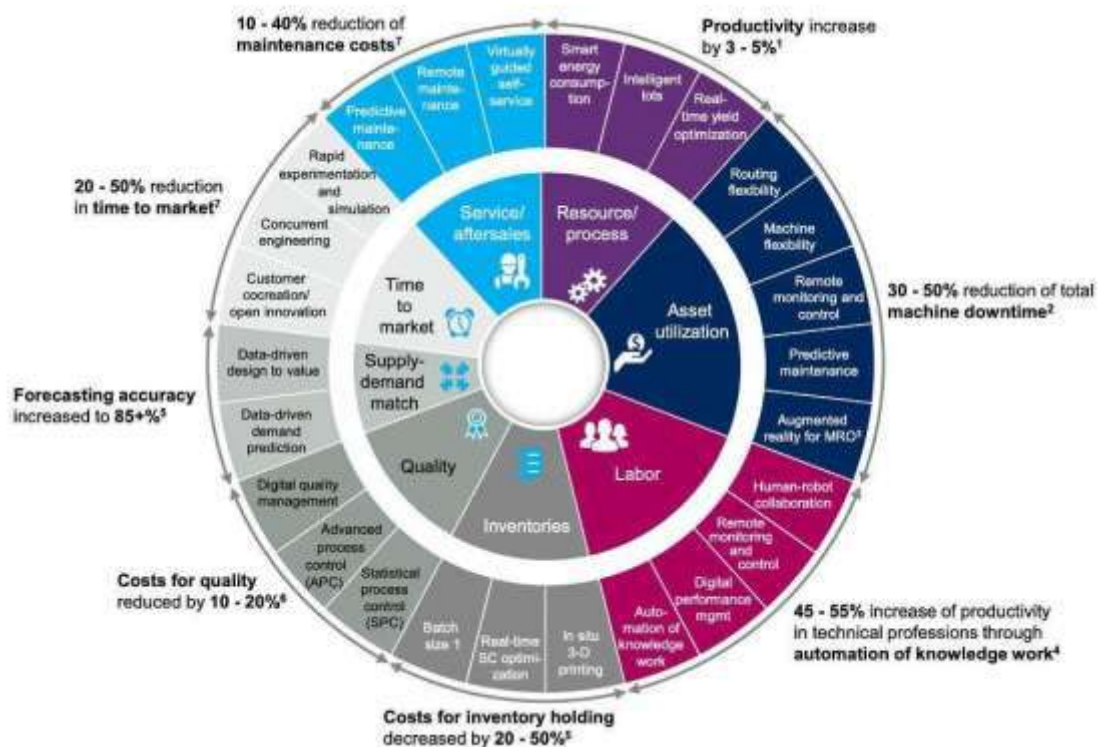 10 - 40% reduction of
maintenance costs⁷
Productivity increase
by 3 - 5%¹
Virtually
guided
self-
service
Smart
energy
consump-
tion
Remote
mainte-
nance
Intelligent
lots
Predictive
mainte-
nance
Real-
time yield
optimization
Rapid
experimentation
and
simulation
Routing
flexibility
20 - 50% reduction
in time to market⁷
Service/
aftersales
Resource/
process
Concurrent
engineering
Machine
flexibility
Customer
cocreation/
open innovation
Time
to
market
Asset
utilization
Remote
monitoring and
control
30 - 50% reduction of total
machine downtime²
Data-driven
design to value
Supply-
demand
match
Predictive
maintenance
Forecasting accuracy
increased to 85+%⁵
Data-driven
demand
prediction
Augmented
reality for MRO³
Quality
Labor
Digital quality
management
Human-robot
collaboration
Inventories
Advanced
process
control
(APC)
Remote
monitoring
and
control
Costs for quality
reduced by 10 - 20%⁶
Statistical
process
control
(SPC)
Digital
performance
mgmt
Batch
size 1
Real-time
SC optimi-
zation
In situ
3-D
printing
Auto-
mation of
knowledge
work
45 - 55% increase of productivity
in technical professions through
automation of knowledge work⁴
Costs for inventory holding
decreased by 20 - 50%⁵